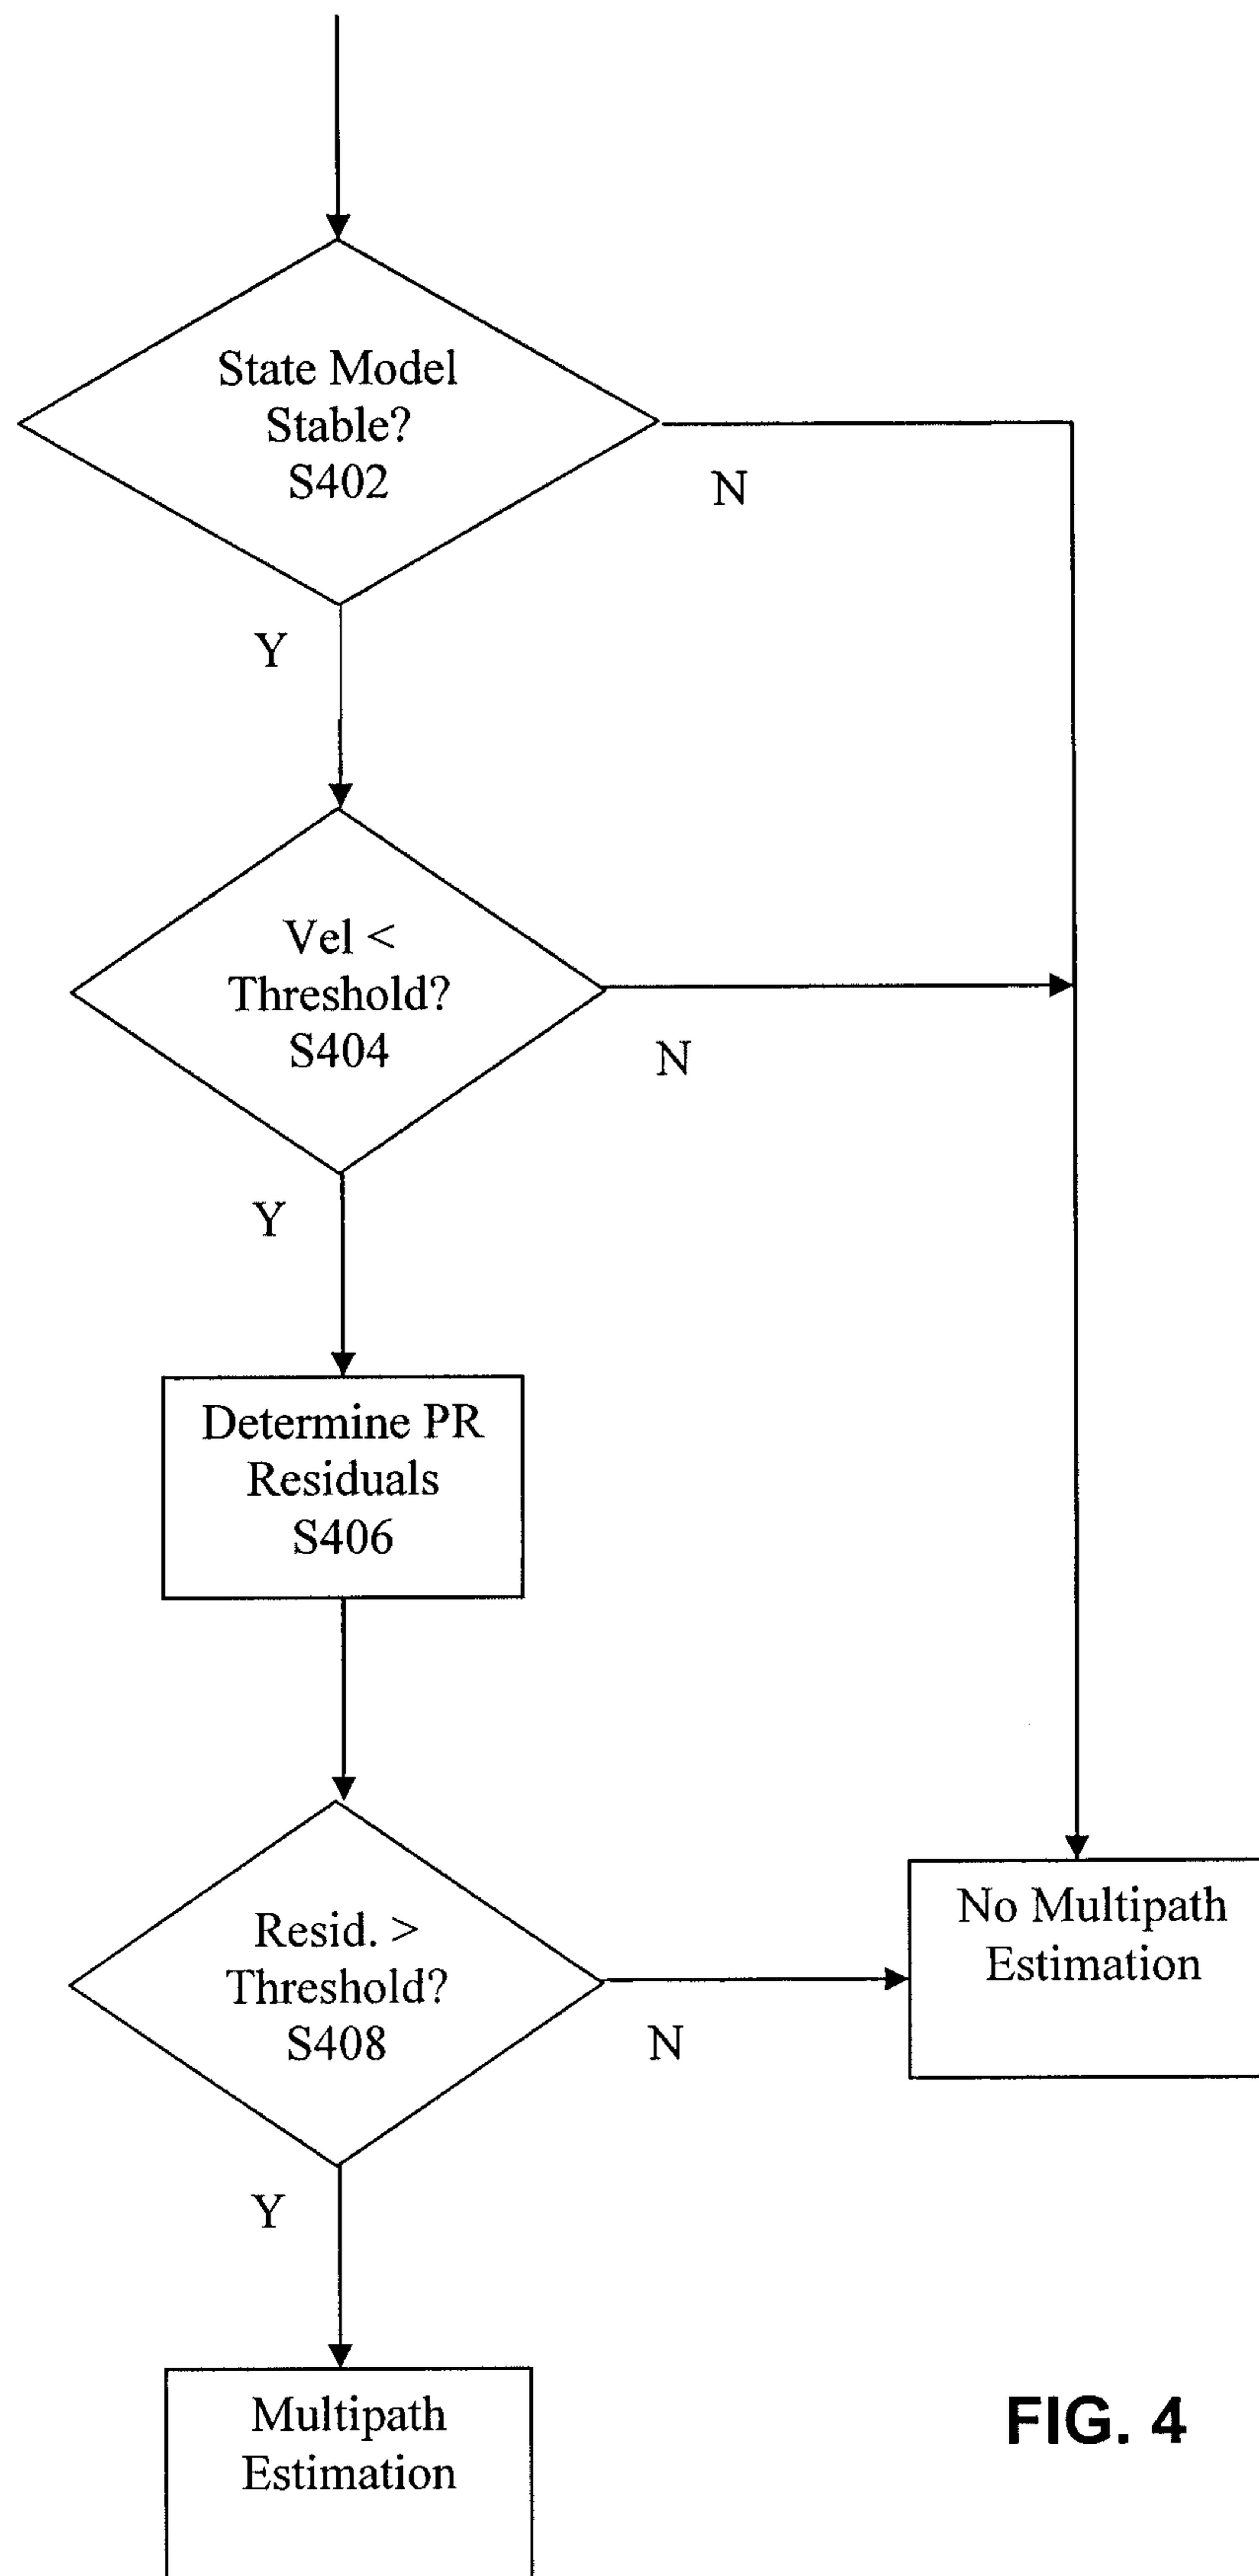 State Model
Stable?
S402
N
Y
Vel <
Threshold?
S404
N
Y
Determine PR
Residuals
S406
Resid. >
Threshold?
S408
N
No Multipath
Estimation
Y
Multipath
Estimation
FIG. 4